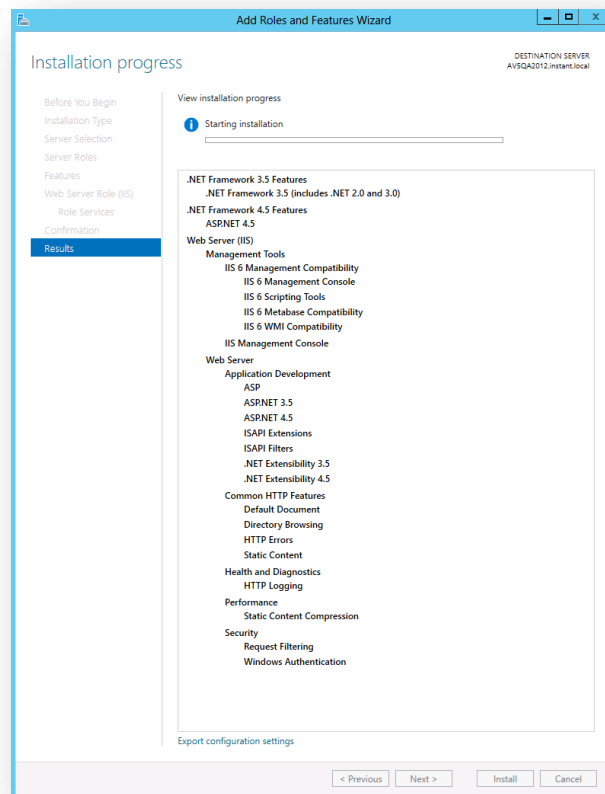 Add Roles and Features Wizard
Installation progress
DESTINATION SERVER
AV5QA2012.instant.local
Before You Begin
Installation Type
Server Selection
Server Roles
Features
Web Server Role (IIS)
Role Services
Confirmation
Results
View installation progress
Starting installation
.NET Framework 3.5 Features
.NET Framework 3.5 (includes .NET 2.0 and 3.0)
.NET Framework 4.5 Features
ASP.NET 4.5
Web Server (IIS)
Management Tools
IIS 6 Management Compatibility
IIS 6 Management Console
IIS 6 Scripting Tools
IIS 6 Metabase Compatibility
IIS 6 WMI Compatibility
IIS Management Console
Web Server
Application Development
ASP
ASP.NET 3.5
ASP.NET 4.5
ISAPI Extensions
ISAPI Filters
.NET Extensibility 3.5
.NET Extensibility 4.5
Common HTTP Features
Default Document
Directory Browsing
HTTP Errors
Static Content
Health and Diagnostics
HTTP Logging
Performance
Static Content Compression
Security
Request Filtering
Windows Authentication
Export configuration settings
< Previous
Next >
Install
Cancel